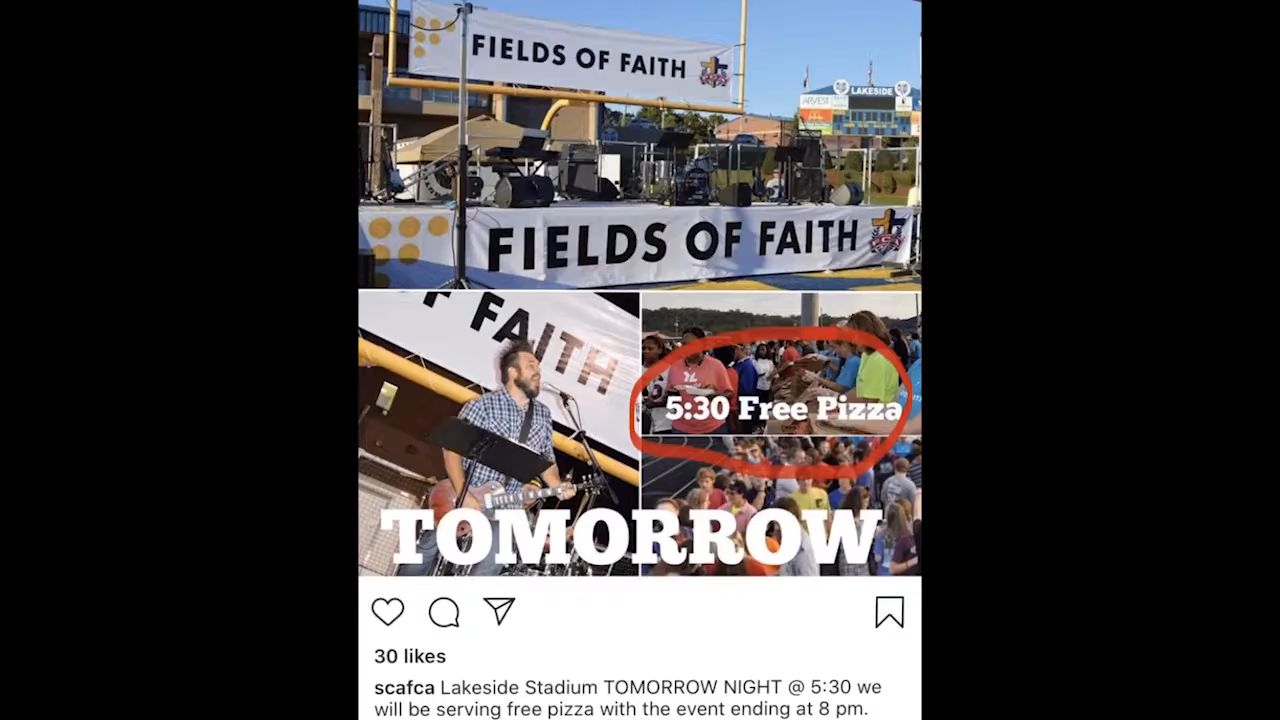 FIELDS OF FAITH
LAKESIDE
HARVEST
FIELDS OF FAITH
F FAITH
5:30 Free Pizza
TOMORROW
30 likes
scafca Lakeside Stadium TOMORROW NIGHT @ 5:30 we
will be serving free pizza with the event ending at 8 pm.